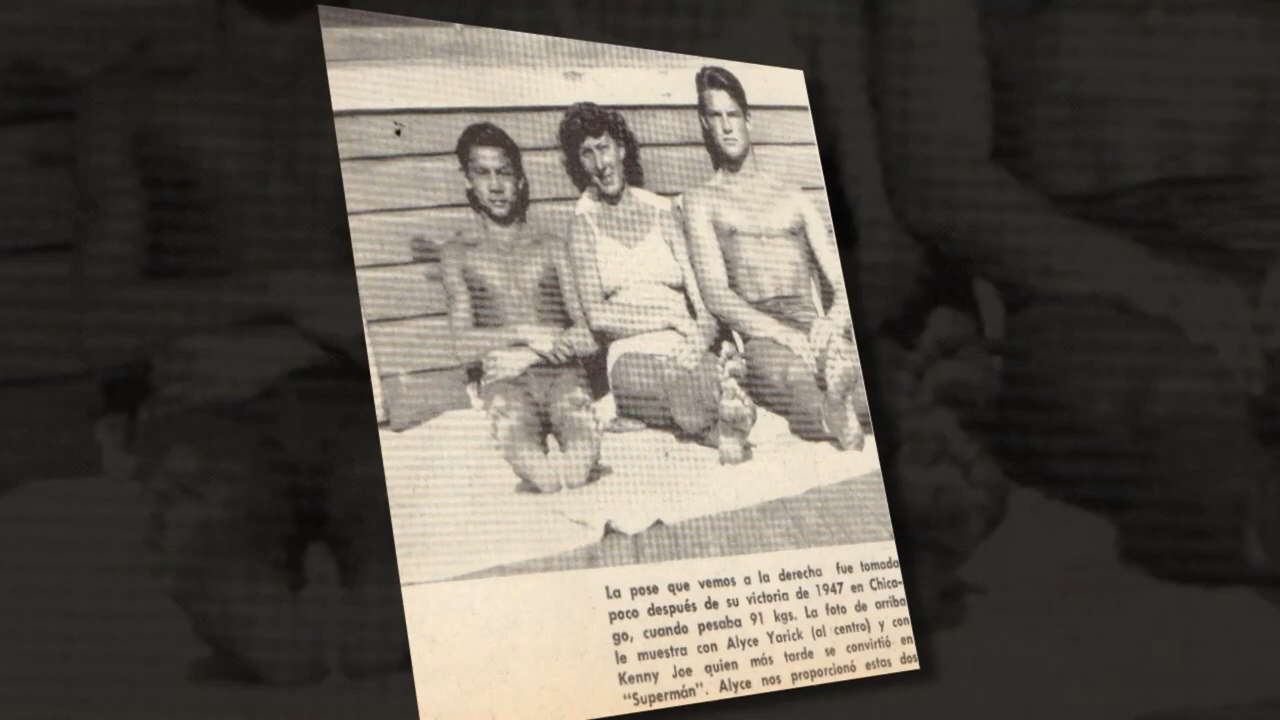 La pose que vemos a la derecha fue tomada
poco después de su victoria de 1947 en Chica-
go, cuando pesaba 91 kgs. La foto de arriba
le muestra con Alyce Yarick (al centro) y con
Kenny Joe quien más tarde se convirtió en
"Supermán". Alyce nos proporcionó estas dos